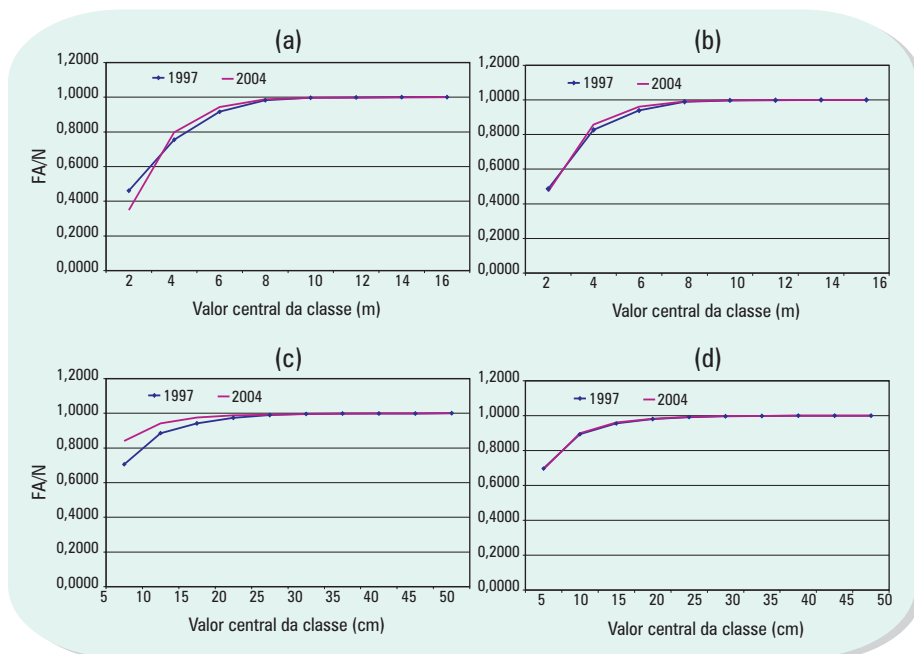 (a)
1,2000
1,0000
0,8000
0,6000
0,4000
0,2000
0,0000
FA/N
1997 2004
2 4 6 8 10 12 14 16
Valor central da classe (m)
(b)
1,2000
1,0000
0,8000
0,6000
0,4000
0,2000
0,0000
1997 2004
2 4 6 8 10 12 14 16
Valor central da classe (m)
(c)
1,2000
1,0000
0,8000
0,6000
0,4000
0,2000
0,0000
FA/N
1997 2004
5 10 15 20 25 30 35 40 45 50
Valor central da classe (cm)
(d)
1,2000
1,0000
0,8000
0,6000
0,4000
0,2000
0,0000
1997 2004
5 10 15 20 25 30 35 40 45 50
Valor central da classe (cm)